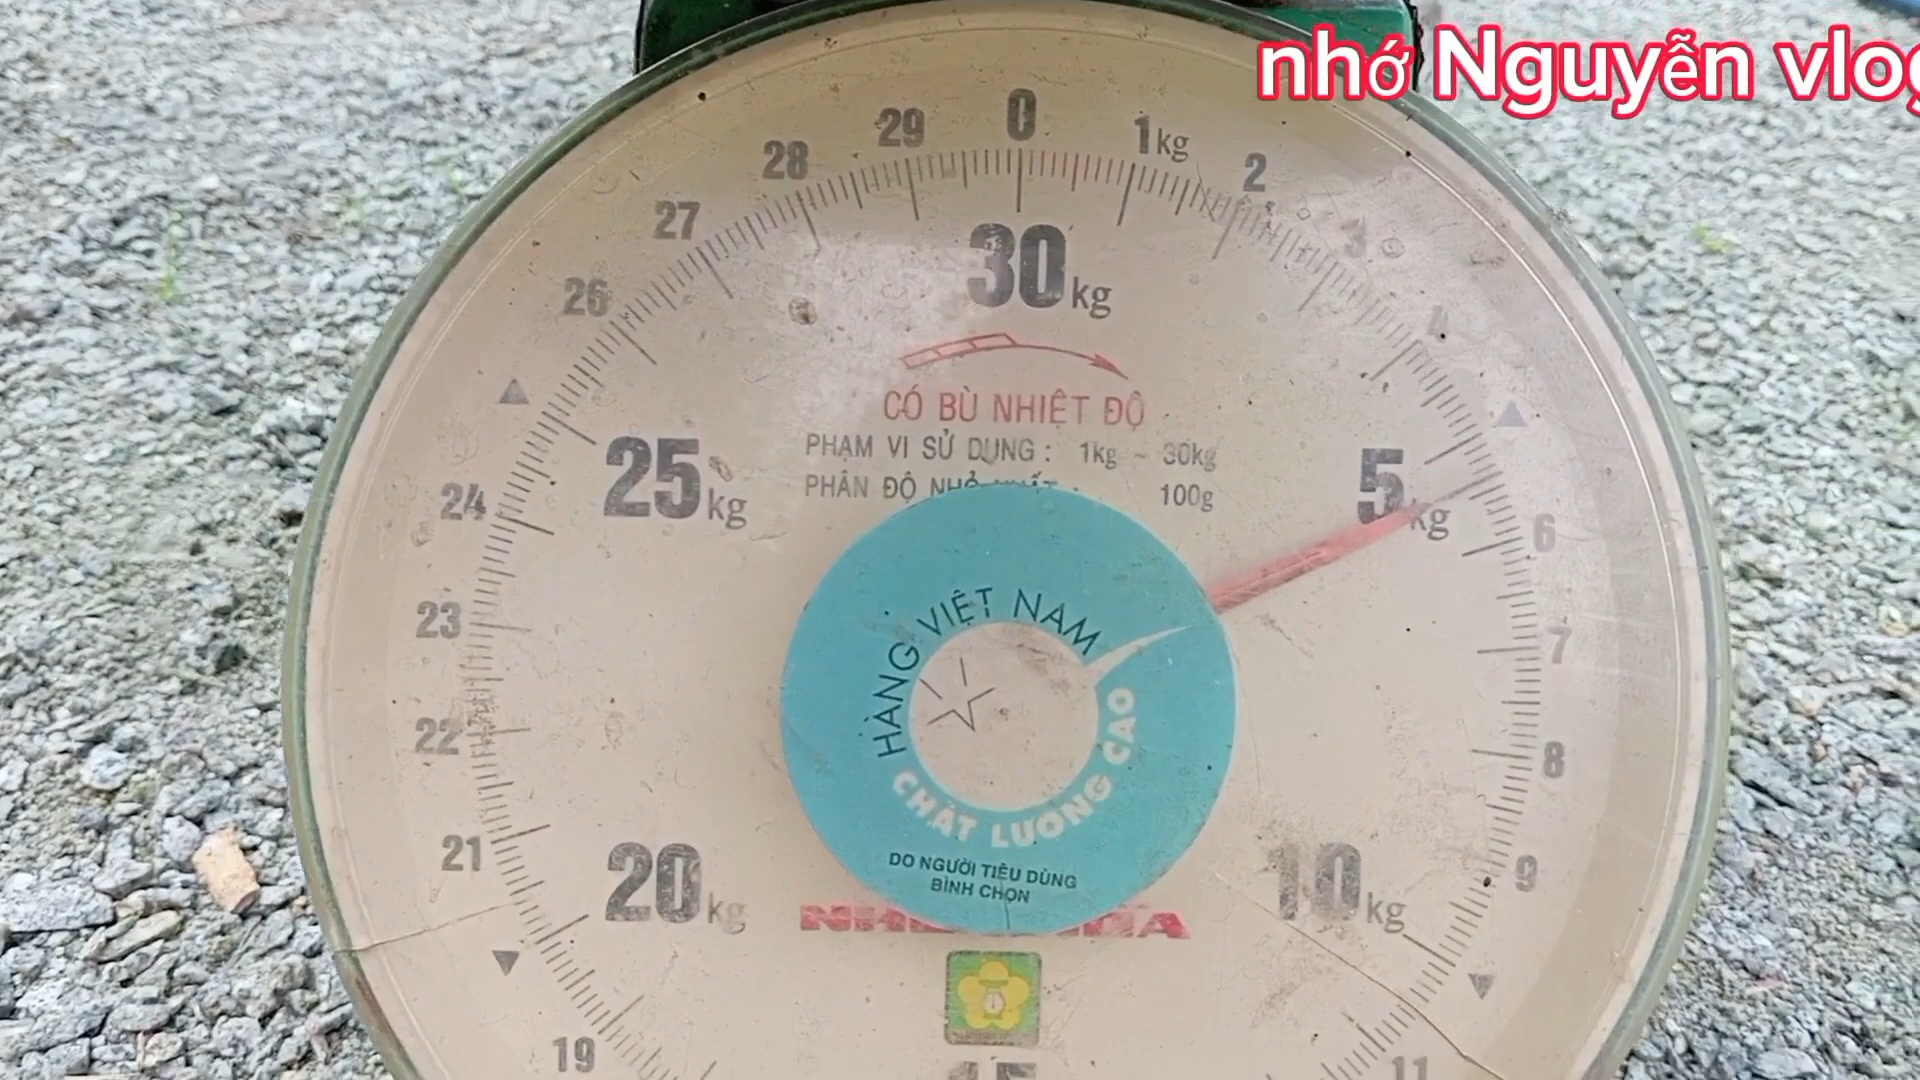 nhớ Nguyễn vlog
0
1kg
2
3
4
5kg
6
7
8
9
10kg
11
19
20kg
21
22
23
24
25kg
26
27
28
29
30kg
CÓ BÙ NHIỆT ĐỘ
PHẠM VI SỬ DỤNG : 1kg ~ 30kg
PHÂN ĐỘ 100g
HÀNG VIỆT NAM
CHẤT LƯỢNG CAO
DO NGƯỜI TIÊU DÙNG
BÌNH CHỌN